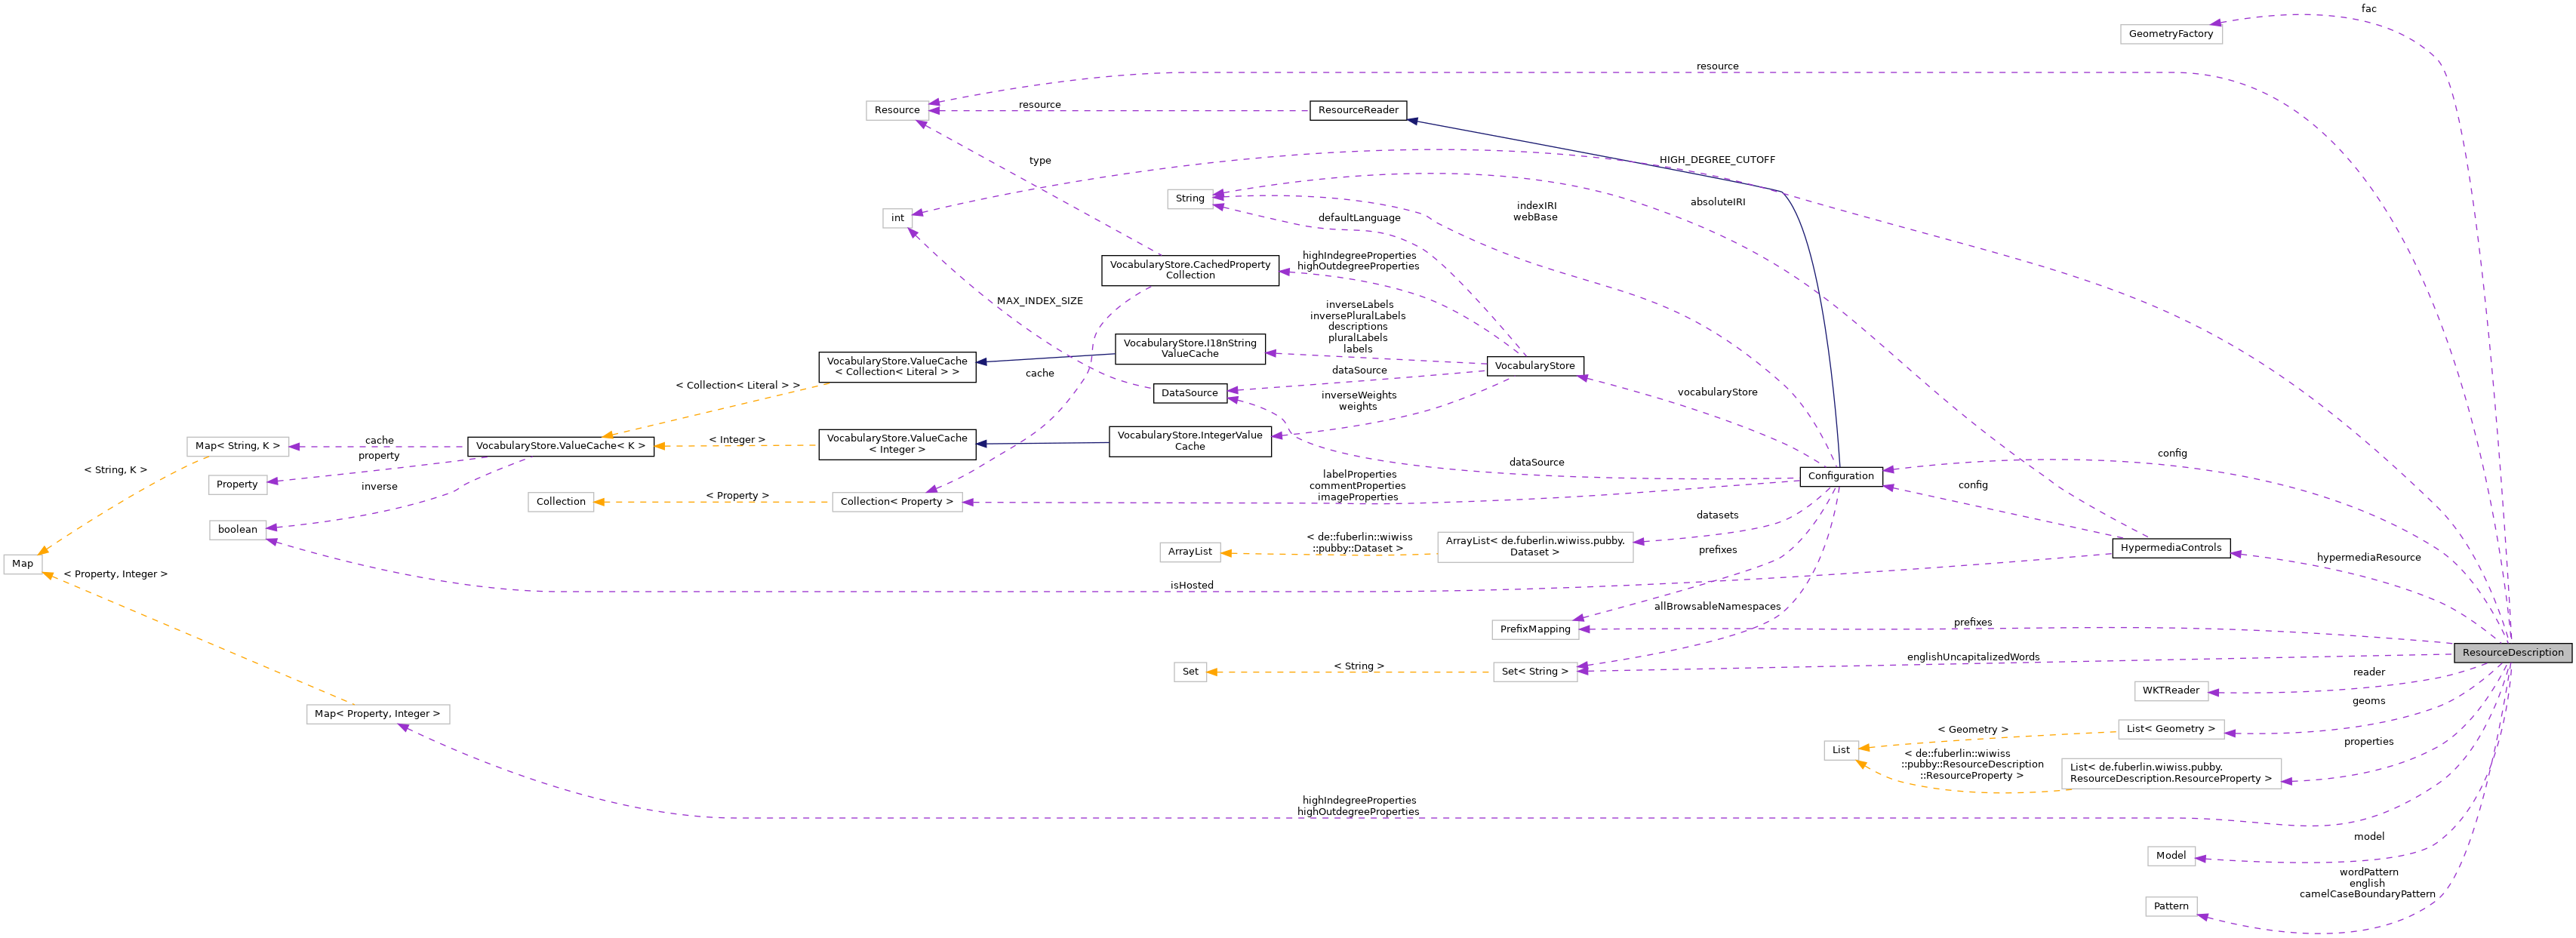 fac
GeometryFactory
resource
Resource
resource
ResourceReader
type
HIGH_DEGREE_CUTOFF
String
absoluteIRI
indexIRI
webBase
int
defaultLanguage
highIndegreeProperties
highOutdegreeProperties
VocabularyStore.CachedProperty
Collection
MAX_INDEX_SIZE
inverseLabels
inversePluralLabels
descriptions
pluralLabels
labels
VocabularyStore.I18nString
ValueCache
VocabularyStore.ValueCache
< Collection< Literal > >
VocabularyStore
cache
dataSource
< Collection< Literal > >
DataSource
vocabularyStore
inverseWeights
weights
VocabularyStore.IntegerValue
Cache
VocabularyStore.ValueCache
< Integer >
< Integer >
cache
Map< String, K >
VocabularyStore.ValueCache< K >
property
config
dataSource
< String, K >
Property
inverse
labelProperties
commentProperties
imageProperties
Configuration
config
< Property >
Collection
Collection< Property >
datasets
boolean
< de::fuberlin::wiwiss
::pubby::Dataset >
ArrayList
ArrayList< de.fuberlin.wiwiss.pubby.
Dataset >
prefixes
HypermediaControls
hypermediaResource
Map
< Property, Integer >
isHosted
allBrowsableNamespaces
PrefixMapping
prefixes
ResourceDescription
englishUncapitalizedWords
< String >
Set
Set< String >
reader
WKTReader
geoms
Map< Property, Integer >
< Geometry >
List< Geometry >
properties
List
< de::fuberlin::wiwiss
::pubby::ResourceDescription
::ResourceProperty >
List< de.fuberlin.wiwiss.pubby.
ResourceDescription.ResourceProperty >
highIndegreeProperties
highOutdegreeProperties
model
Model
wordPattern
english
camelCaseBoundaryPattern
Pattern